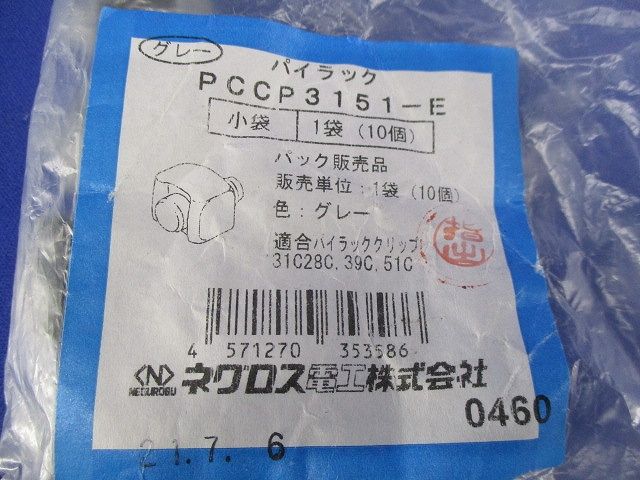 グレー
パイラック
PCCP3151-E
小袋 1袋(10個)
パック販売品
販売単位:1袋(10個)
色:グレー
適合パイラッククリップ
31C28C,39C,51C
4 571270 353586
<N> ネグロス電工株式会社
NEGUROSU
0460
21.7.6